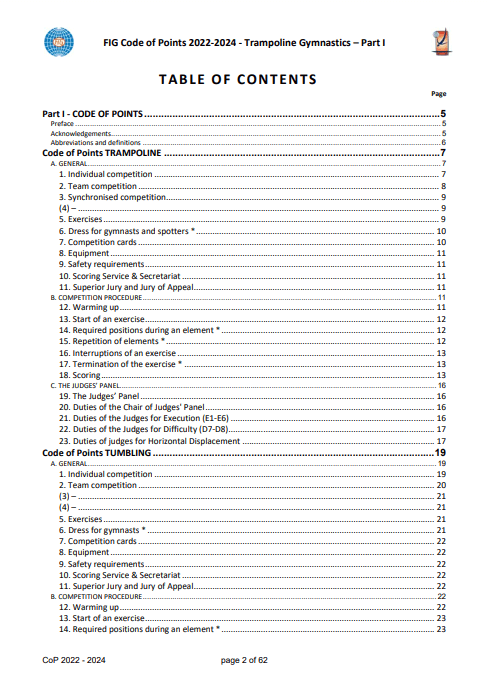 FIG Code of Points 2022-2024 - Trampoline Gymnastics – Part I
TABLE OF CONTENTS
Page
Part I - CODE OF POINTS 5
Preface 5
Acknowledgements 5
Abbreviations and definitions 6
Code of Points TRAMPOLINE 7
A. GENERAL 7
1. Individual competition 7
2. Team competition 8
3. Synchronised competition 9
(4) – 9
5. Exercises 9
6. Dress for gymnasts and spotters * 10
7. Competition cards 10
8. Equipment 11
9. Safety requirements 11
10. Scoring Service & Secretariat 11
11. Superior Jury and Jury of Appeal 11
B. COMPETITION PROCEDURE 11
12. Warming up 11
13. Start of an exercise 12
14. Required positions during an element * 12
15. Repetition of elements * 12
16. Interruptions of an exercise 13
17. Termination of the exercise * 13
18. Scoring 13
C. THE JUDGES' PANEL 16
19. The Judges' Panel 16
20. Duties of the Chair of Judges' Panel 16
21. Duties of the Judges for Execution (E1-E6) 16
22. Duties of the Judges for Difficulty (D7-D8) 17
23. Duties of judges for Horizontal Displacement 17
Code of Points TUMBLING 19
A. GENERAL 19
1. Individual competition 19
2. Team competition 20
(3) – 21
(4) – 21
5. Exercises 21
6. Dress for gymnasts * 21
7. Competition cards 22
8. Equipment 22
9. Safety requirements 22
10. Scoring Service & Secretariat 22
11. Superior Jury and Jury of Appeal 22
B. COMPETITION PROCEDURE 22
12. Warming up 22
13. Start of an exercise 23
14. Required positions during an element * 23
CoP 2022 - 2024 page 2 of 62